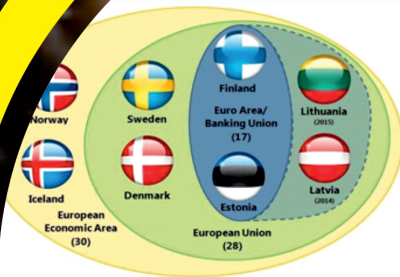 Norway
Iceland
European
Economic Area
(30)
Sweden
Denmark
European Union
(28)
Finland
Euro Area/
Banking Union
(17)
Estonia
Lithuania
(2015)
Latvia
(2014)